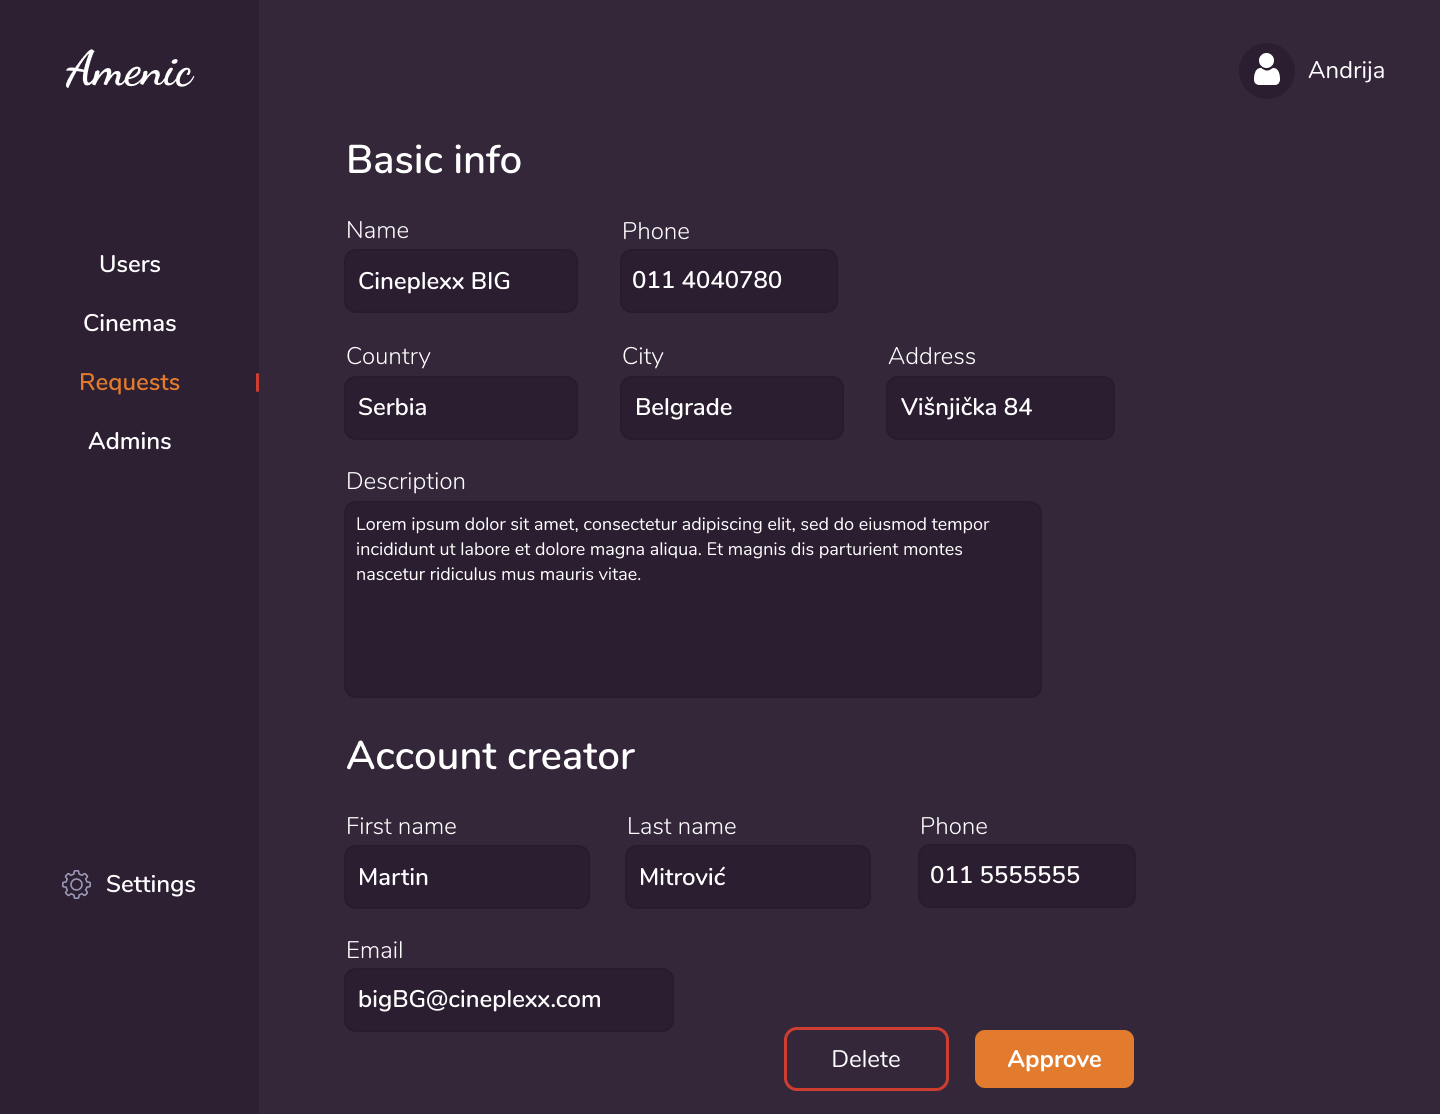 Amenic
Andrija
Users
Cinemas
Requests
Admins
Settings
Basic info
Name
Phone
Cineplexx BIG
011 4040780
Country
City
Address
Serbia
Belgrade
Višnjička 84
Description
Lorem ipsum dolor sit amet, consectetur adipiscing elit, sed do eiusmod tempor
incididunt ut labore et dolore magna aliqua. Et magnis dis parturient montes
nascetur ridiculus mus mauris vitae.
Account creator
First name
Last name
Phone
Martin
Mitrović
011 5555555
Email
bigBG@cineplexx.com
Delete
Approve